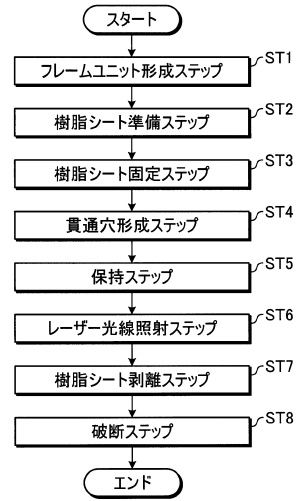 スタート
フレームユニット形成ステップ ST1
樹脂シート準備ステップ ST2
樹脂シート固定ステップ ST3
貫通穴形成ステップ ST4
保持ステップ ST5
レーザー光線照射ステップ ST6
樹脂シート剥離ステップ ST7
破断ステップ ST8
エンド